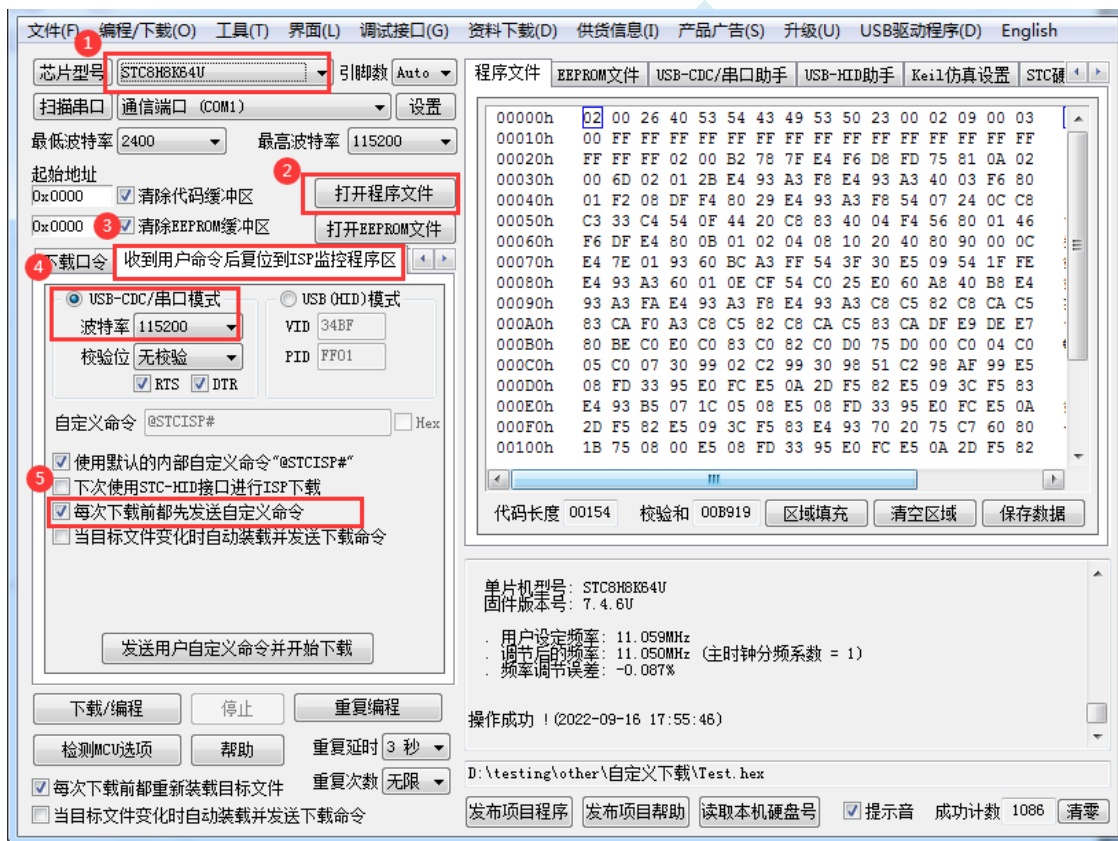 文件(F) 编程/下载(O) 工具(T) 界面(L) 调试接口(G) 资料下载(D) 供货信息(I) 产品广告(S) 升级(U) USB驱动程序(D) English
1
芯片型号 STC8H8K64U 引脚数 Auto
扫描串口 通信端口 (COM1) 设置
最低波特率 2400 最高波特率 115200
起始地址
2
0x0000 清除代码缓冲区 打开程序文件
0x0000 3 清除EEPROM缓冲区 打开EEPROM文件
4 下载口令 收到用户命令后复位到ISP监控程序区
USB-CDC/串口模式 USB(HID)模式
波特率 115200 VID 34BF
校验位 无校验 PID FF01
RTS DTR
自定义命令 @STCISP# Hex
使用默认的内部自定义命令"@STCISP#"
5
下次使用STC-HID接口进行ISP下载
每次下载前都先发送自定义命令
当目标文件变化时自动装载并发送下载命令
发送用户自定义命令并开始下载
下载/编程 停止 重复编程
检测MCU选项 帮助 重复延时 3 秒
每次下载前都重新装载目标文件 重复次数 无限
当目标文件变化时自动装载并发送下载命令
程序文件 EEPROM文件 USB-CDC/串口助手 USB-HID助手 Keil仿真设置 STC硬
00000h 02 00 26 40 53 54 43 49 53 50 23 00 02 09 00 03
00010h 00 FF FF FF FF FF FF FF FF FF FF FF FF FF FF FF
00020h FF FF FF 02 00 B2 78 7F E4 F6 D8 FD 75 81 0A 02
00030h 00 6D 02 01 2B E4 93 A3 F8 E4 93 A3 40 03 F6 80
00040h 01 F2 08 DF F4 80 29 E4 93 A3 F8 54 07 24 0C C8
00050h C3 33 C4 54 0F 44 20 C8 83 40 04 F4 56 80 01 46
00060h F6 DF E4 80 0B 01 02 04 08 10 20 40 80 90 00 0C
00070h E4 7E 01 93 60 BC A3 FF 54 3F 30 E5 09 54 1F FE
00080h E4 93 A3 60 01 0E CF 54 C0 25 E0 60 A8 40 B8 E4
00090h 93 A3 FA E4 93 A3 F8 E4 93 A3 C8 C5 82 C8 CA C5
000A0h 83 CA F0 A3 C8 C5 82 C8 CA C5 83 CA DF E9 DE E7
000B0h 80 BE C0 E0 C0 83 C0 82 C0 D0 75 D0 00 C0 04 C0
000C0h 05 C0 07 30 99 02 C2 99 30 98 51 C2 98 AF 99 E5
000D0h 08 FD 33 95 E0 FC E5 0A 2D F5 82 E5 09 3C F5 83
000E0h E4 93 B5 07 1C 05 08 E5 08 FD 33 95 E0 FC E5 0A
000F0h 2D F5 82 E5 09 3C F5 83 E4 93 70 20 75 C7 60 80
00100h 1B 75 08 00 E5 08 FD 33 95 E0 FC E5 0A 2D F5 82
代码长度 00154 校验和 00B919 区域填充 清空区域 保存数据
单片机型号: STC8H8K64U
固件版本号: 7.4.6U
. 用户设定频率: 11.059MHz
. 调节后的频率: 11.050MHz (主时钟分频系数 = 1)
. 频率调节误差: -0.087%
操作成功 !(2022-09-16 17:55:46)
D:\testing\other\自定义下载\Test.hex
发布项目程序 发布项目帮助 读取本机硬盘号 提示音 成功计数 1086 清零